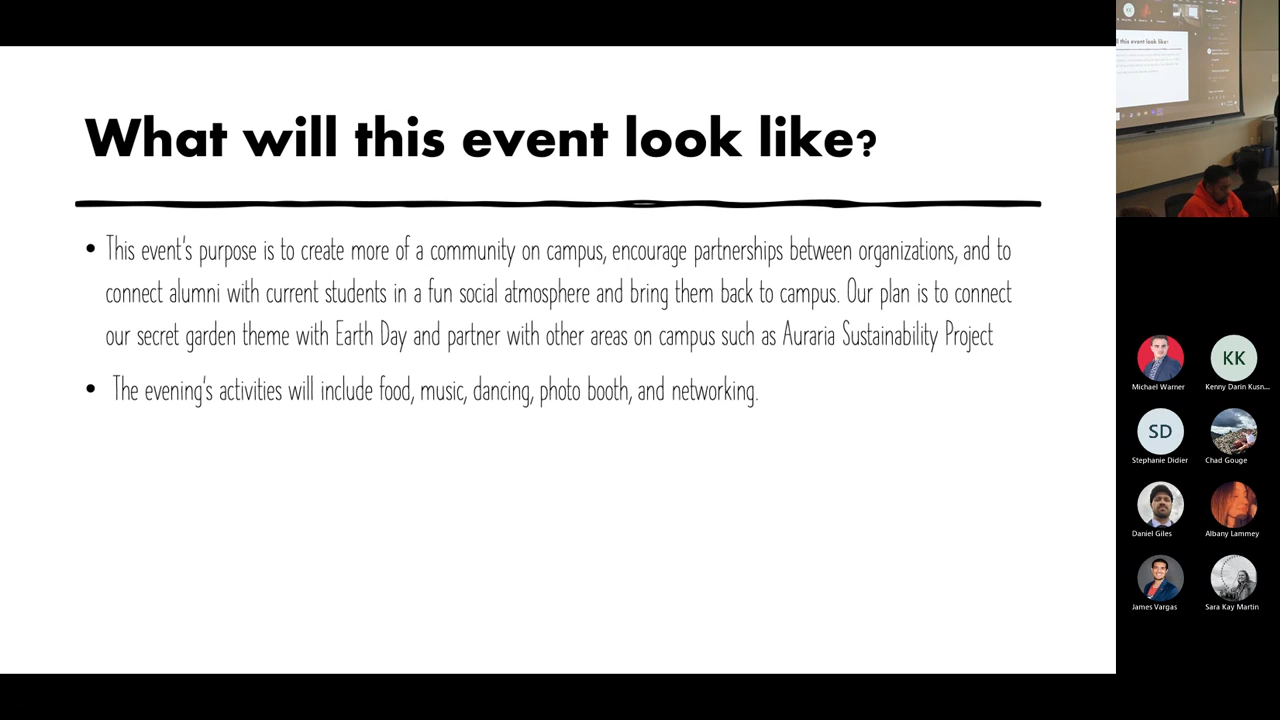 What will this event look like?
• This event's purpose is to create more of a community on campus, encourage partnerships between organizations, and to
connect alumni with current students in a fun social atmosphere and bring them back to campus. Our plan is to connect
our secret garden theme with Earth Day and partner with other areas on campus such as Auraria Sustainability Project
• The evening's activities will include food, music, dancing, photo booth, and networking.
KK
Michael Warner
Kenny Darin Kusn...
SD
Stephanie Didier
Chad Gouge
Daniel Giles
Albany Lammey
James Vargas
Sara Kay Martin